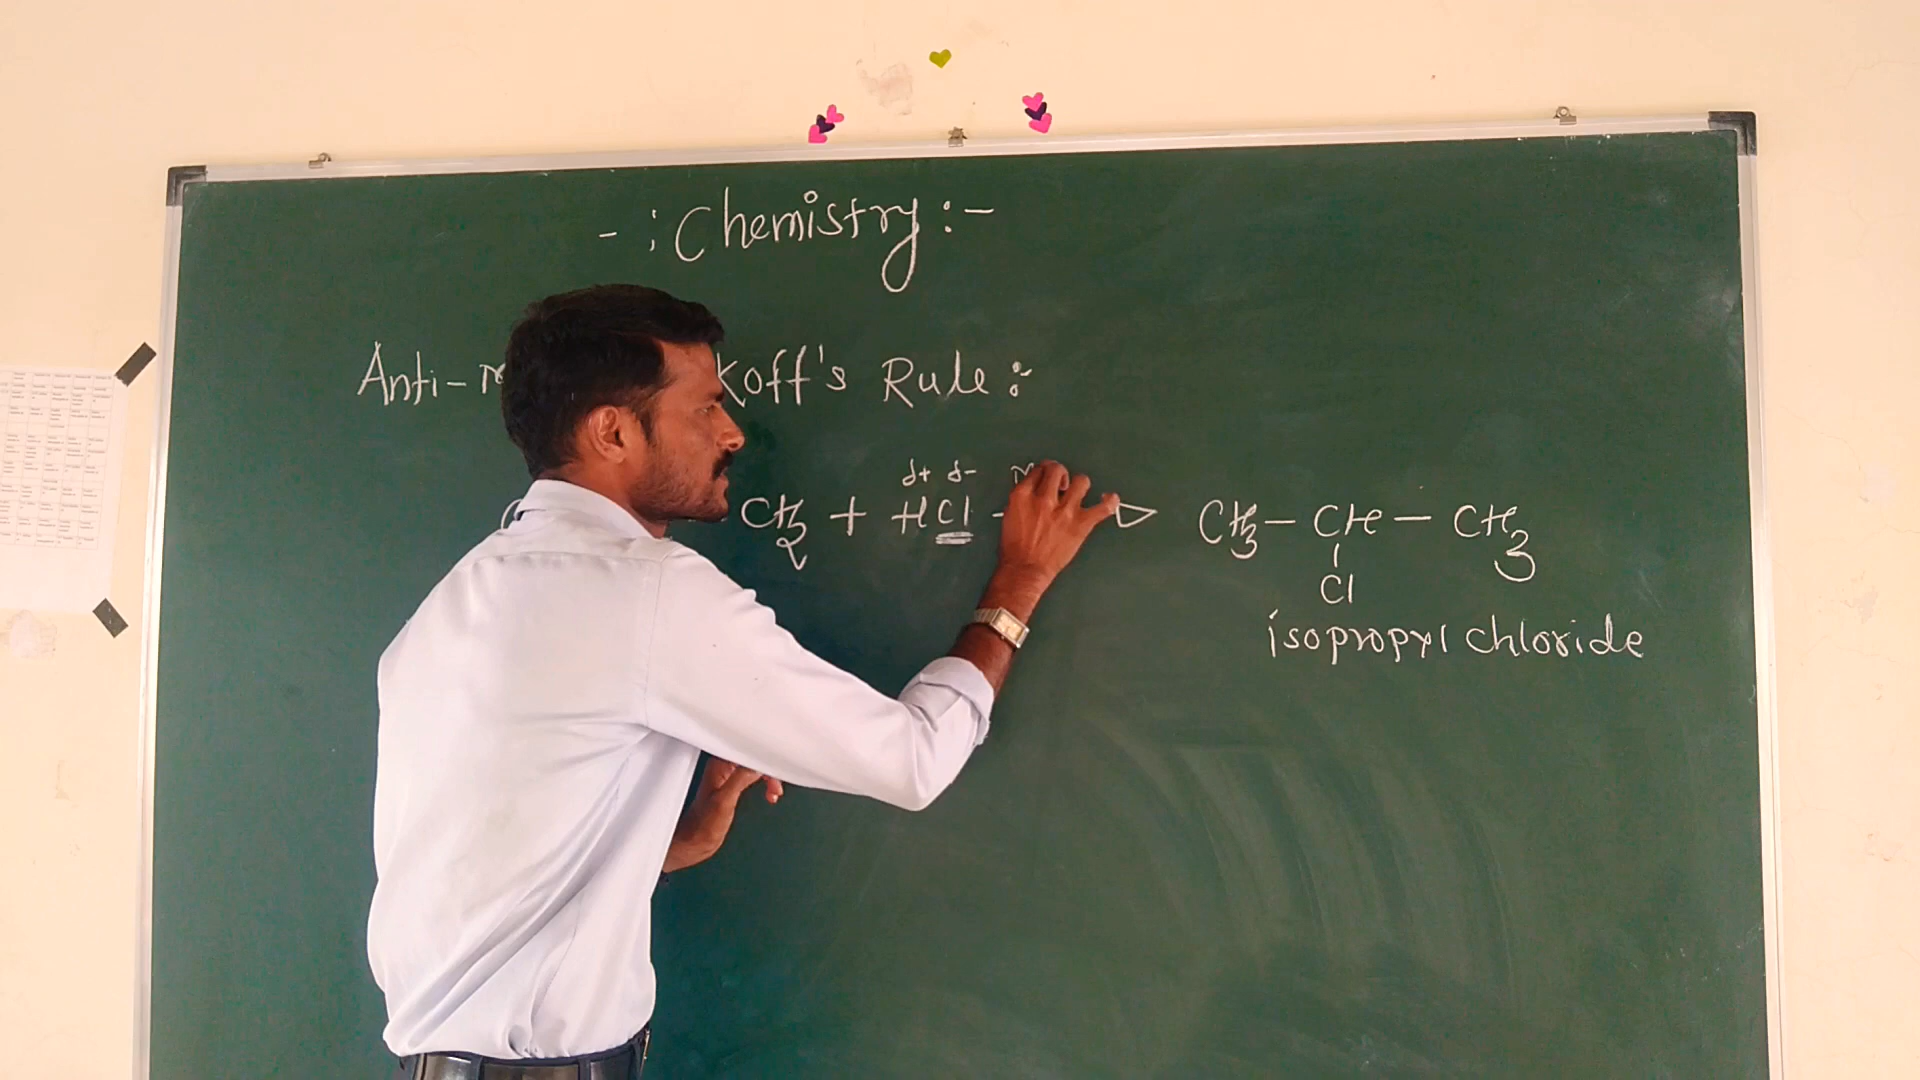 - : Chemistry :-
Anti- koff's Rule :-
δ+ δ-
CH2 + HCl → CH3 – CH – CH3
Cl
isopropyl chloride